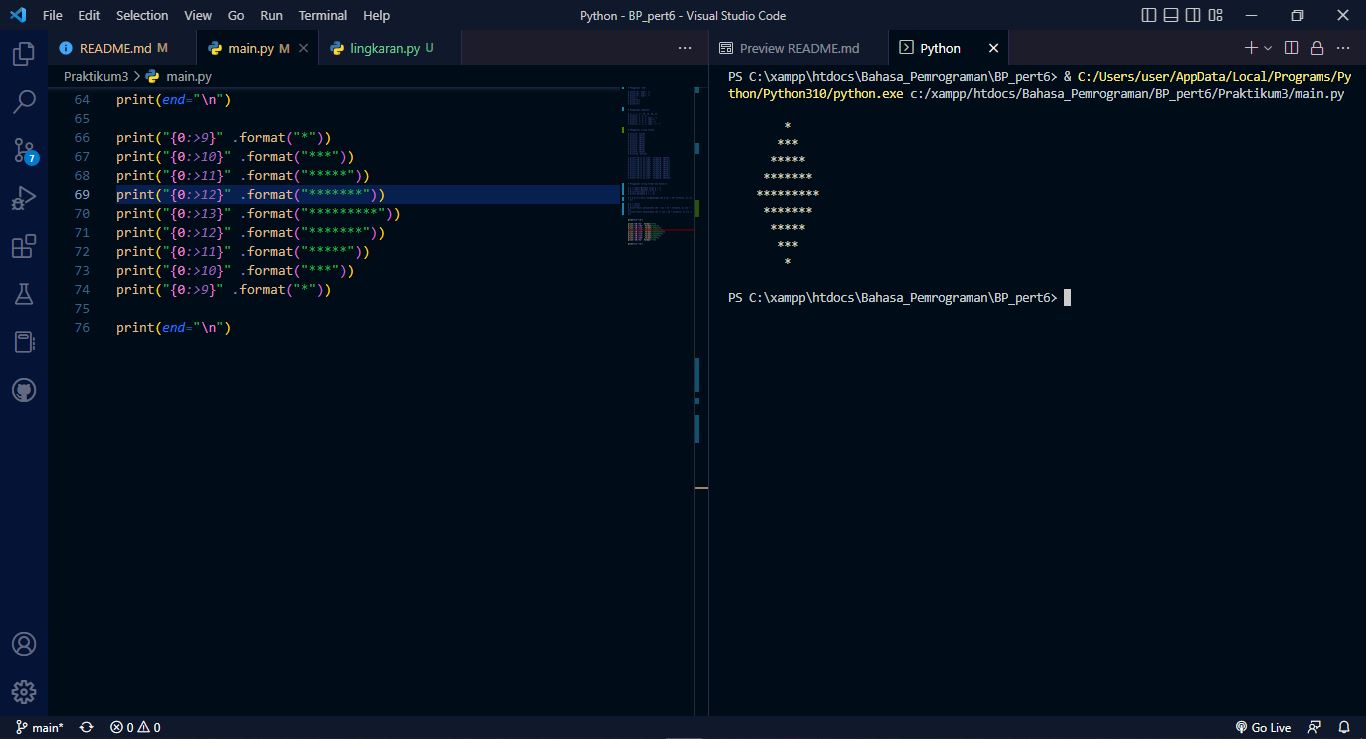 File Edit Selection View Go Run Terminal Help
Python - BP_pert6 - Visual Studio Code
README.md M
main.py M
lingkaran.py U
Praktikum3 > main.py
64 print(end="\n")
65
66 print("{0:>9}" .format("*"))
67 print("{0:>10}" .format("***"))
68 print("{0:>11}" .format("*****"))
69 print("{0:>12}" .format("*******"))
70 print("{0:>13}" .format("*********"))
71 print("{0:>12}" .format("*******"))
72 print("{0:>11}" .format("*****"))
73 print("{0:>10}" .format("***"))
74 print("{0:>9}" .format("*"))
75
76 print(end="\n")
Preview README.md
Python
PS C:\xampp\htdocs\Bahasa_Pemrograman\BP_pert6> & C:/Users/user/AppData/Local/Programs/Py
thon/Python310/python.exe c:/xampp/htdocs/Bahasa_Pemrograman/BP_pert6/Praktikum3/main.py
        *
       ***
      *****
     *******
    *********
     *******
      *****
       ***
        *
PS C:\xampp\htdocs\Bahasa_Pemrograman\BP_pert6>
7
main* 0 0
Go Live